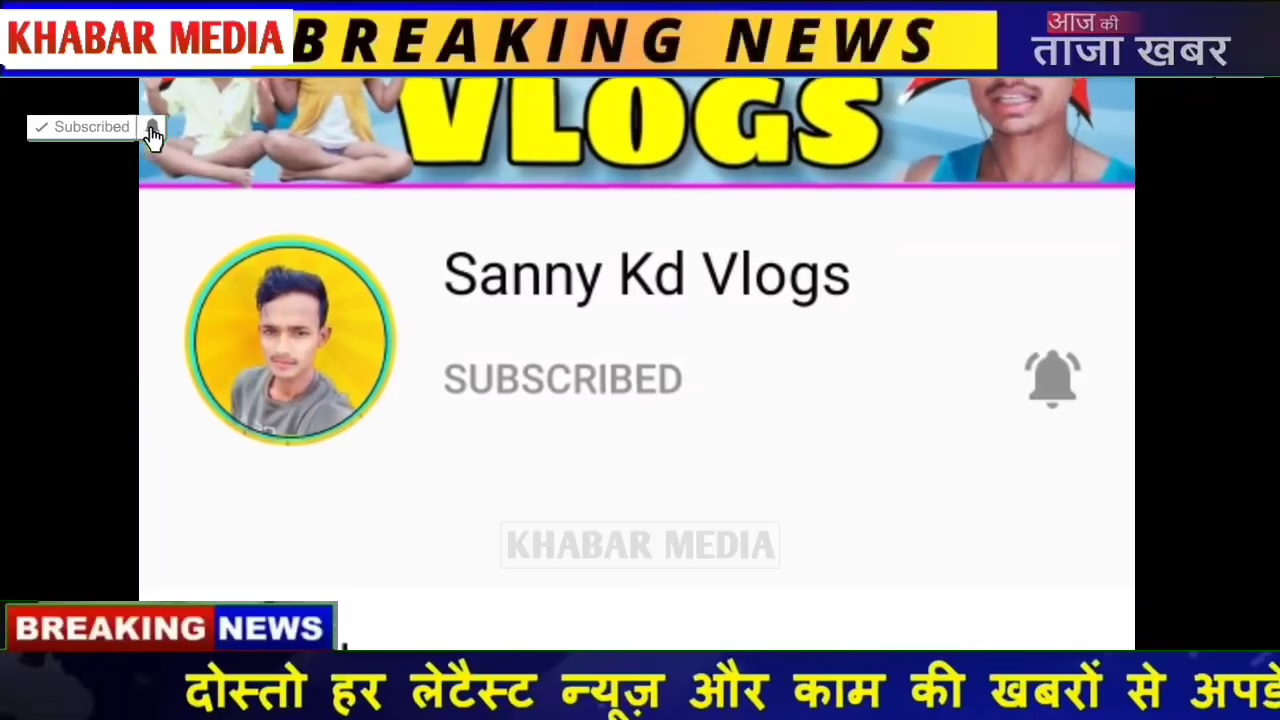 KHABAR MEDIA
BREAKING NEWS
आज की
ताजा खबर
VLOGS
Subscribed
Sanny Kd Vlogs
SUBSCRIBED
KHABAR MEDIA
BREAKING NEWS
दोस्तो हर लेटैस्ट न्यूज़ और काम की खबरों से अपडे